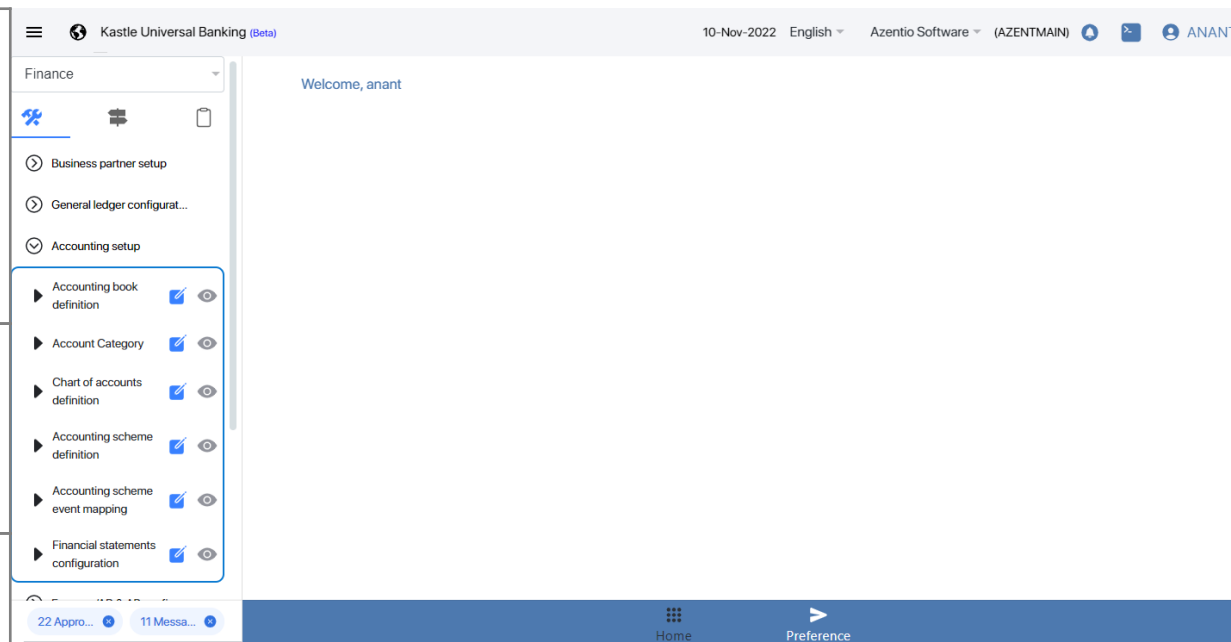 Kastle Universal Banking (Beta)
10-Nov-2022 English Azentio Software (AZENTMAIN) ANANT
Finance
Welcome, anant
Business partner setup
General ledger configurat...
Accounting setup
Accounting book
definition
Account Category
Chart of accounts
definition
Accounting scheme
definition
Accounting scheme
event mapping
Financial statements
configuration
22 Appro...
11 Messa...
Home
Preference